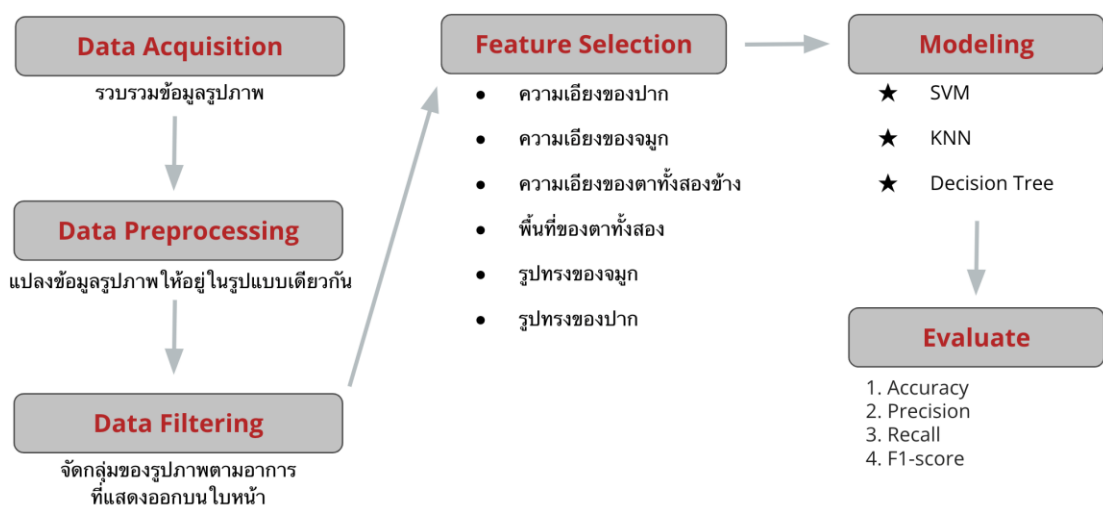 Data Acquisition
รวบรวมข้อมูลรูปภาพ
Data Preprocessing
แปลงข้อมูลรูปภาพให้อยู่ในรูปแบบเดียวกัน
Data Filtering
จัดกลุ่มของรูปภาพตามอาการ
ที่แสดงออกบนใบหน้า
Feature Selection
● ความเอียงของปาก
● ความเอียงของจมูก
● ความเอียงของตาทั้งสองข้าง
● พื้นที่ของตาทั้งสอง
● รูปทรงของจมูก
● รูปทรงของปาก
Modeling
★ SVM
★ KNN
★ Decision Tree
Evaluate
1. Accuracy
2. Precision
3. Recall
4. F1-score